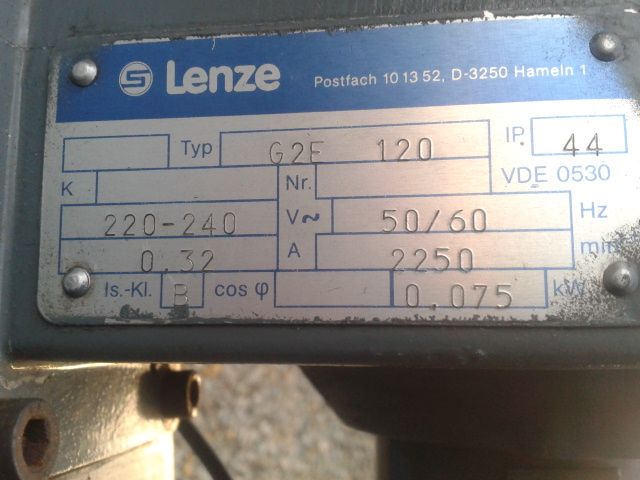 Lenze Postfach 10 13 52, D-3250 Hameln 1
Typ G2E 120 IP 44
K Nr. VDE 0530
220-240 V~ 50/60 Hz
0.32 A 2250 min
Is.-Kl. B cos φ 0.075 kW